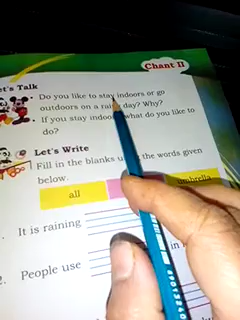 Chant II
Let's Talk
Do you like to stay indoors or go
outdoors on a rainy day? Why?
If you stay indoors what do you like to
do?
Let's Write
Fill in the blanks the words given
below
all umbrella
It is raining
in
2. People use